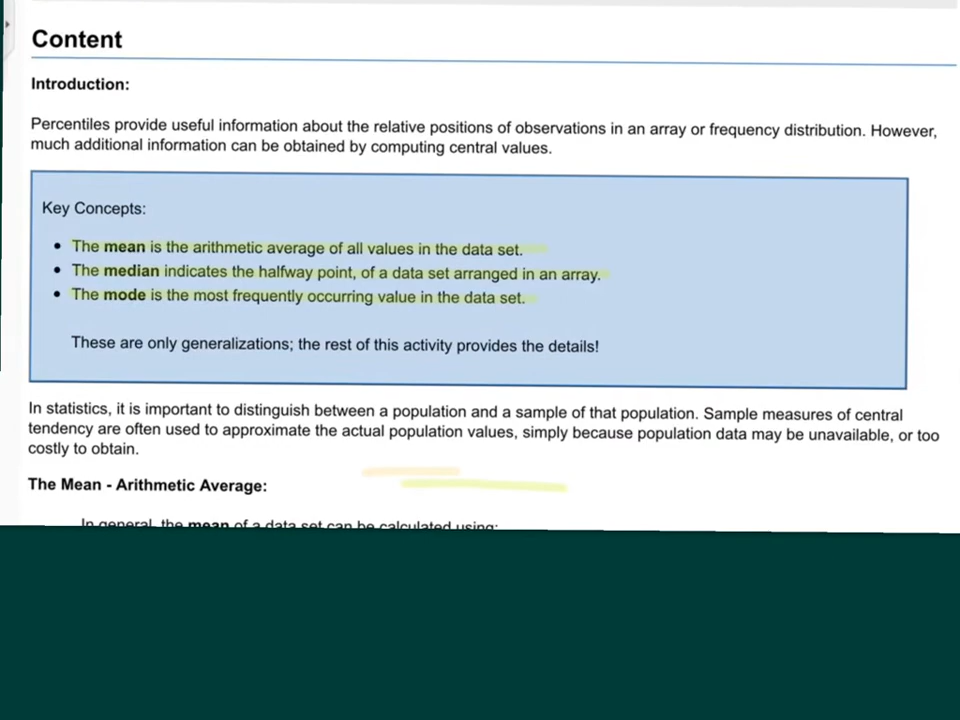 Content
Introduction:
Percentiles provide useful information about the relative positions of observations in an array or frequency distribution. However,
much additional information can be obtained by computing central values.
Key Concepts:
• The mean is the arithmetic average of all values in the data set.
• The median indicates the halfway point, of a data set arranged in an array.
• The mode is the most frequently occurring value in the data set.
These are only generalizations; the rest of this activity provides the details!
In statistics, it is important to distinguish between a population and a sample of that population. Sample measures of central
tendency are often used to approximate the actual population values, simply because population data may be unavailable, or too
costly to obtain.
The Mean - Arithmetic Average:
In general, the mean of a data set can be calculated using: